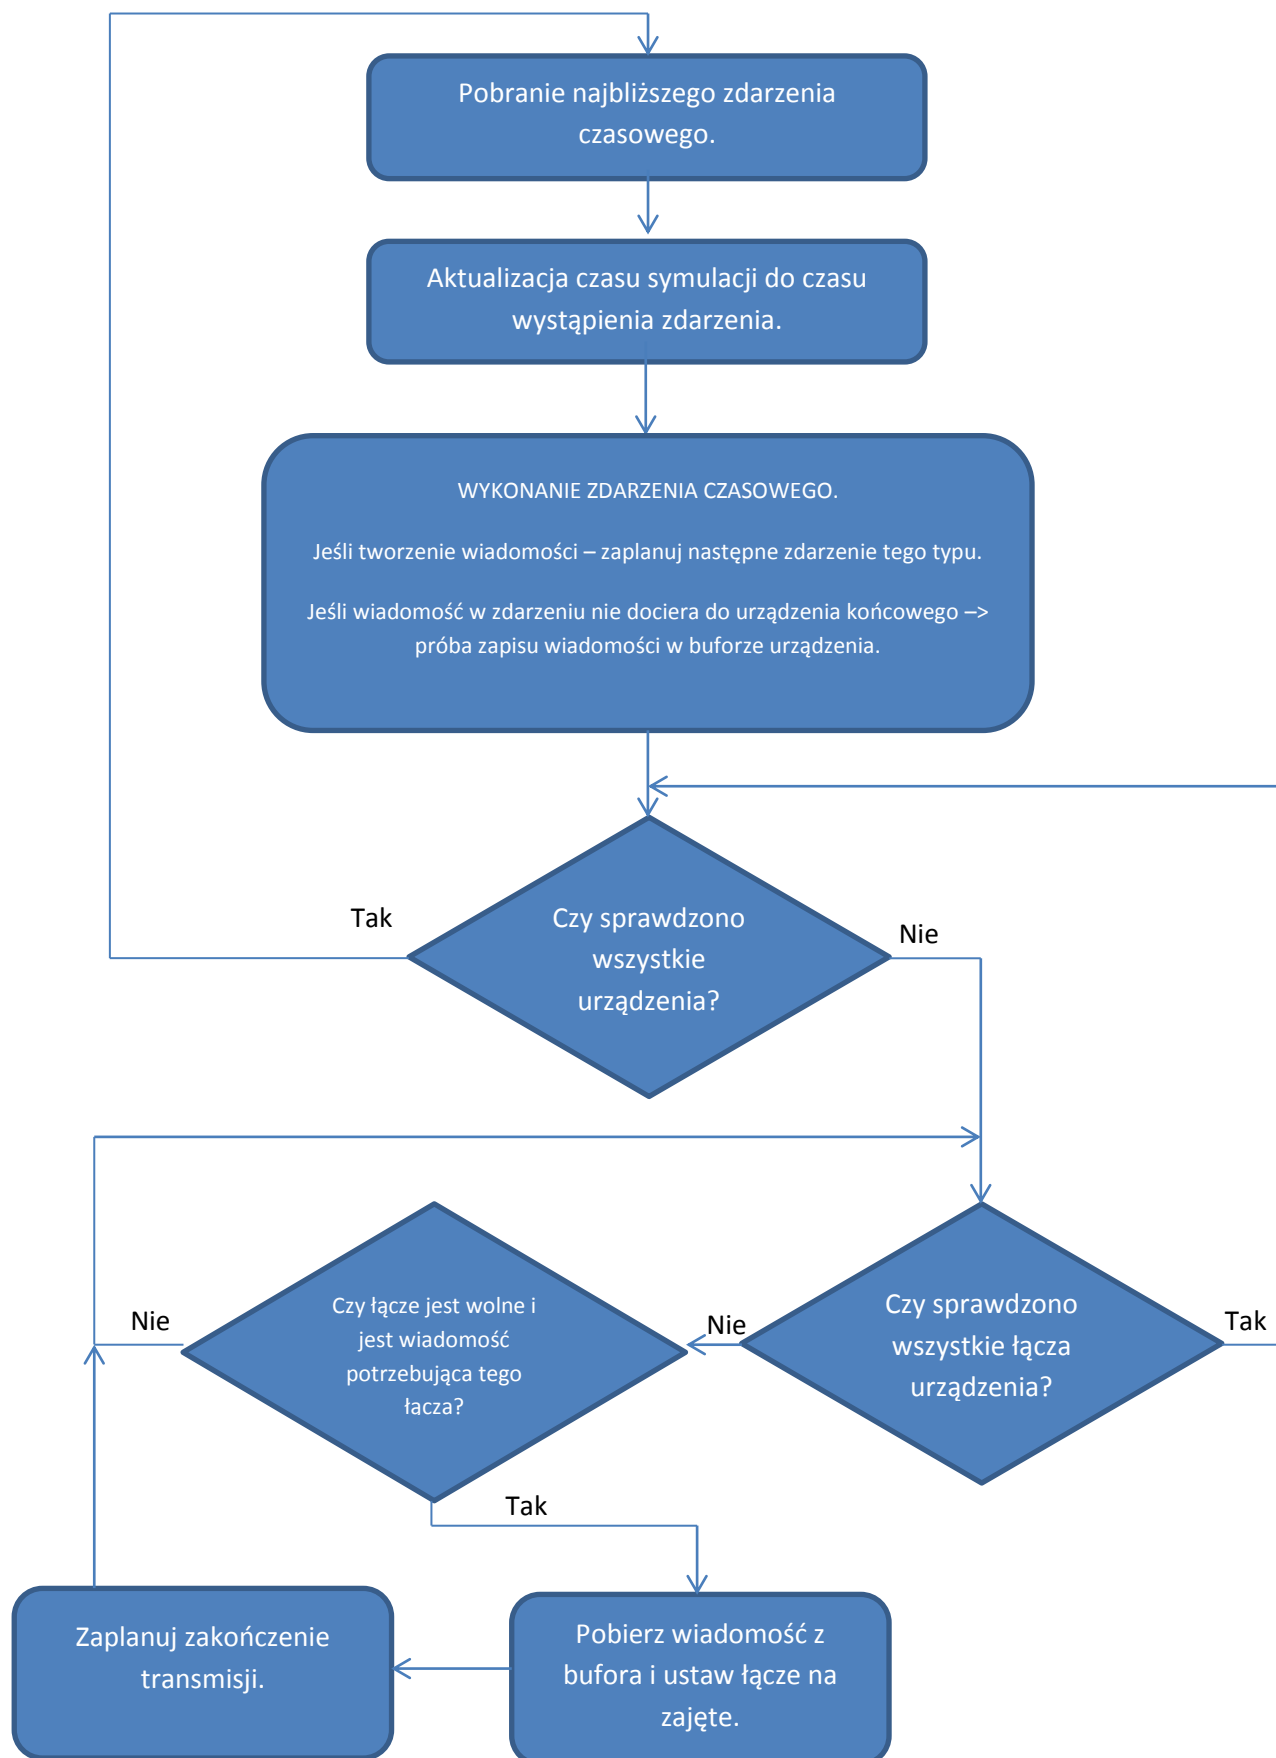 Pobranie najbliższego zdarzenia
czasowego.
Aktualizacja czasu symulacji do czasu
wystąpienia zdarzenia.
WYKONANIE ZDARZENIA CZASOWEGO.
Jeśli tworzenie wiadomości – zaplanuj następne zdarzenie tego typu.
Jeśli wiadomość w zdarzeniu nie dociera do urządzenia końcowego –>
próba zapisu wiadomości w buforze urządzenia.
Tak
Czy sprawdzono
wszystkie
urządzenia?
Nie
Nie
Czy łącze jest wolne i
jest wiadomość
potrzebująca tego
łacza?
Nie
Czy sprawdzono
wszystkie łącza
urządzenia?
Tak
Tak
Zaplanuj zakończenie
transmisji.
Pobierz wiadomość z
bufora i ustaw łącze na
zajęte.